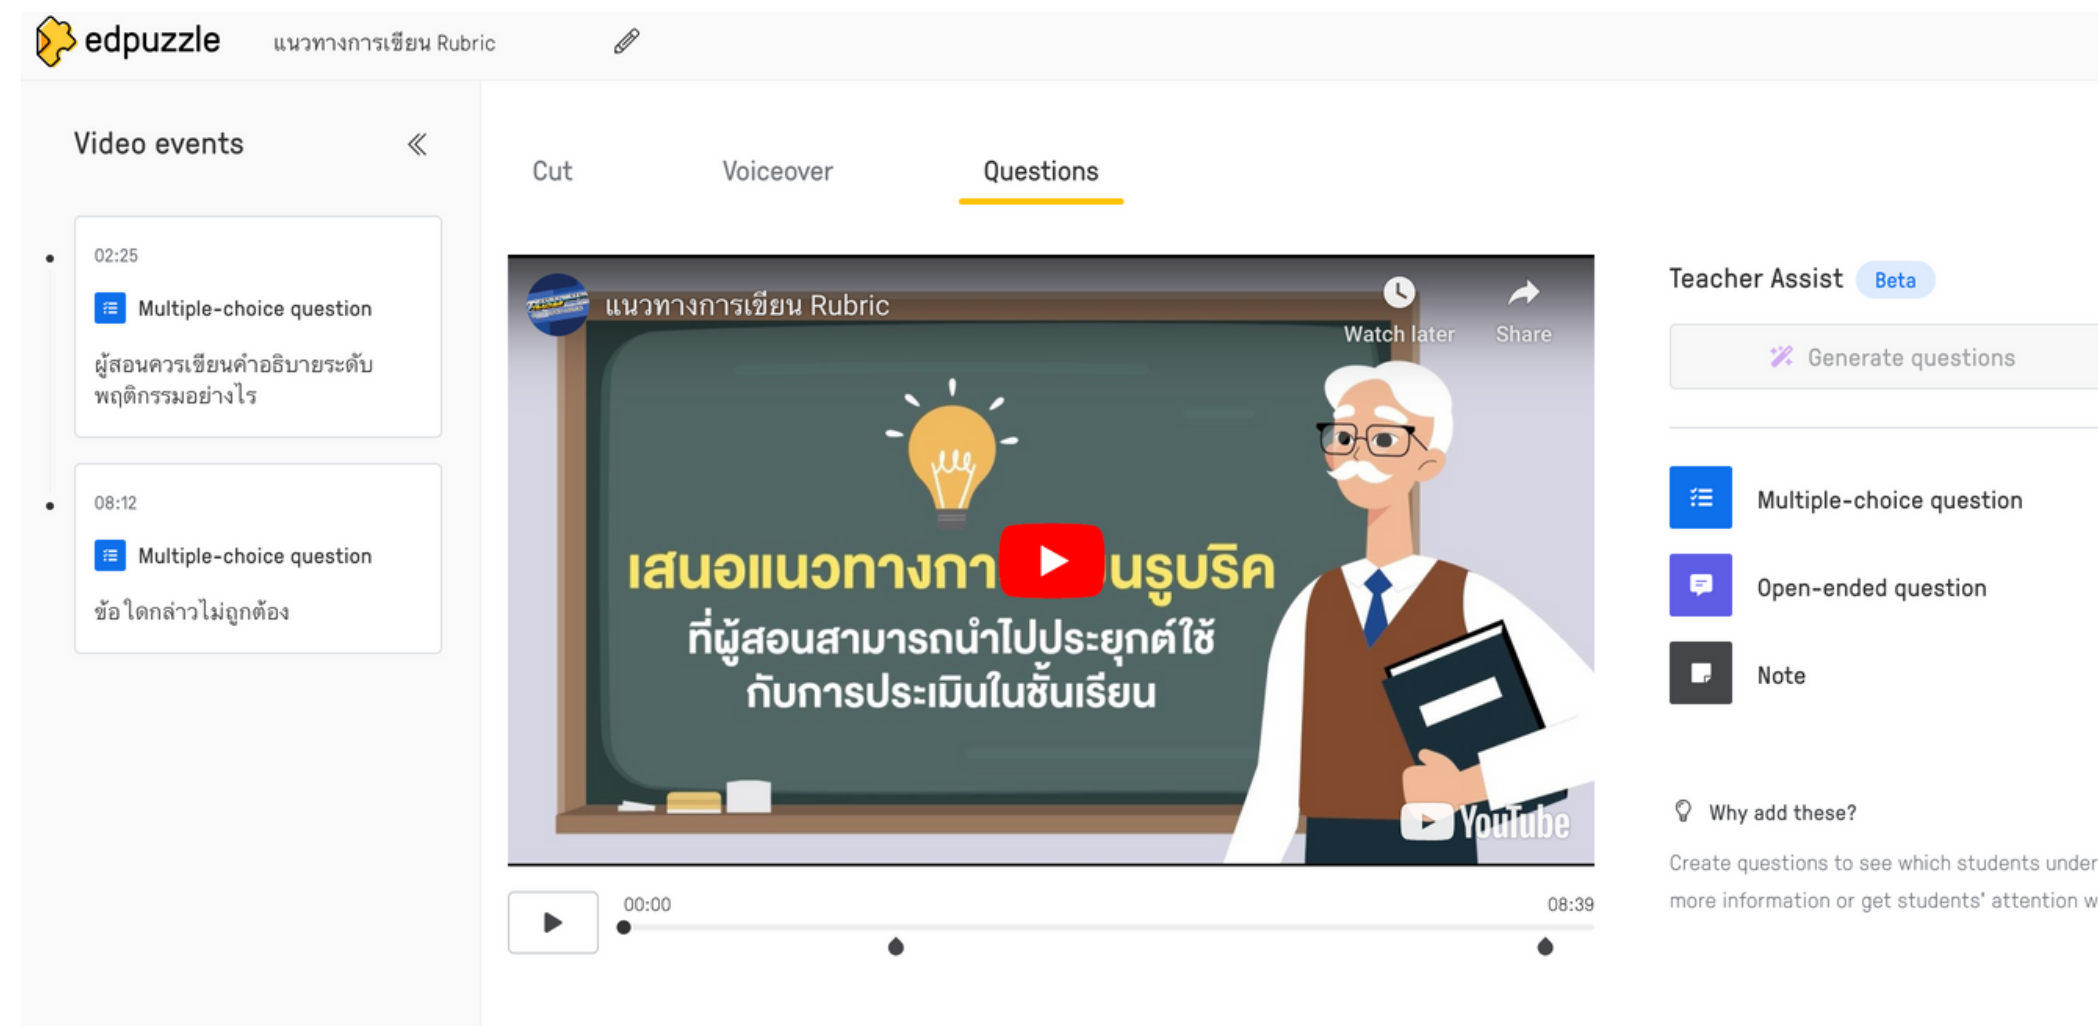 edpuzzle
แนวทางการเขียน Rubric
Video events
02:25
Multiple-choice question
ผู้สอนควรเขียนคำอธิบายระดับ
พฤติกรรมอย่างไร
08:12
Multiple-choice question
ข้อใดกล่าวไม่ถูกต้อง
Cut
Voiceover
Questions
แนวทางการเขียน Rubric
Watch later
Share
เสนอแนวทางกา นรูบริค
ที่ผู้สอนสามารถนำไปประยุกต์ใช้
กับการประเมินในชั้นเรียน
YouTube
00:00
08:39
Teacher Assist
Beta
Generate questions
Multiple-choice question
Open-ended question
Note
Why add these?
Create questions to see which students under
more information or get students' attention w